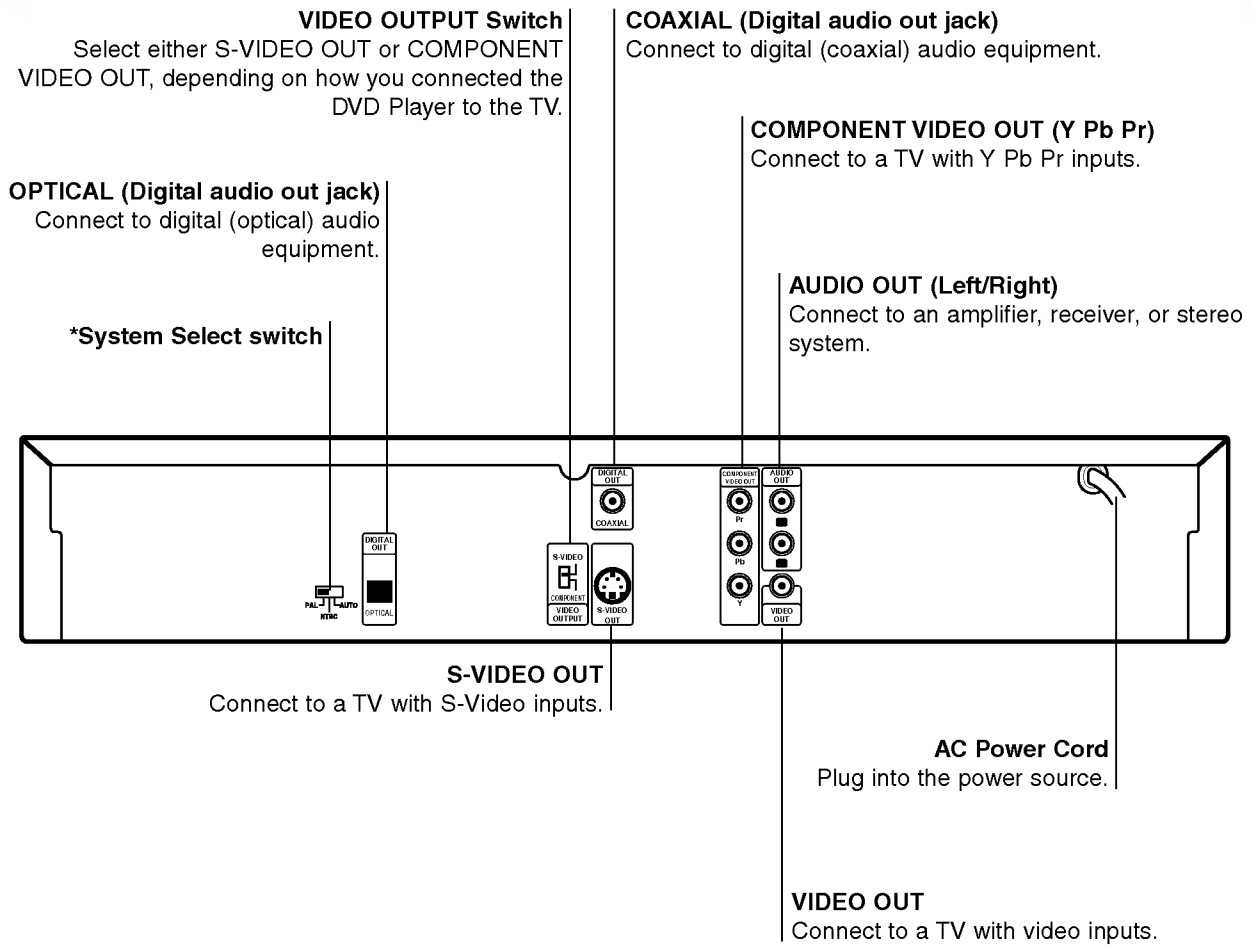 VIDEO OUTPUT Switch
Select either S-VIDEO OUT or COMPONENT
VIDEO OUT, depending on how you connected the
DVD Player to the TV.
COAXIAL (Digital audio out jack)
Connect to digital (coaxial) audio equipment.
COMPONENT VIDEO OUT (Y Pb Pr)
Connect to a TV with Y Pb Pr inputs.
OPTICAL (Digital audio out jack)
Connect to digital (optical) audio
equipment.
AUDIO OUT (Left/Right)
Connect to an amplifier, receiver, or stereo
system.
*System Select switch
DIGITAL
OUT
COAXIAL
COMPONENT
VIDEO OUT
Pr
Pb
Y
AUDIO
OUT
VIDEO
OUT
DIGITAL
OUT
OPTICAL
PAL
NTSC
AUTO
S-VIDEO
COMPONENT
VIDEO
OUTPUT
S-VIDEO
OUT
S-VIDEO OUT
Connect to a TV with S-Video inputs.
AC Power Cord
Plug into the power source.
VIDEO OUT
Connect to a TV with video inputs.